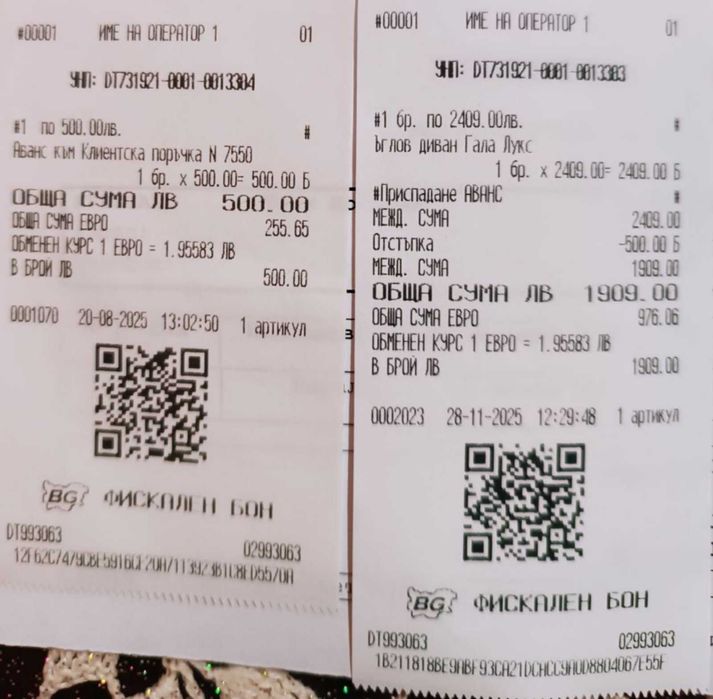 #00001 ИМЕ НА ОПЕРАТОР 1 01
УНП: DT731921-0001-0013304
#1 по 500.00лв. #
Аванс към Клиентска поръчка N 7550
1 бр. x 500.00= 500.00 Б
ОБЩА СУМА ЛВ 500.00
ОБЩА СУМА ЕВРО 255.65
ОБМЕНЕН КУРС 1 ЕВРО = 1.95583 ЛВ
В БРОЙ ЛВ 500.00
0001070 20-08-2025 13:02:50 1 артикул
BG ФИСКАЛЕН БОН
DT993063 02993063
#00001 ИМЕ НА ОПЕРАТОР 1 01
УНП: DT731921-0001-0013303
#1 бр. по 2409.00лв. #
Ъглов диван Гала Лукс
1 бр. x 2409.00= 2409.00 Б
#Приспадане АВАНС #
МЕЖД. СУМА 2409.00
Отстъпка -500.00 Б
МЕЖД. СУМА 1909.00
ОБЩА СУМА ЛВ 1909.00
ОБЩА СУМА ЕВРО 976.06
ОБМЕНЕН КУРС 1 ЕВРО = 1.95583 ЛВ
В БРОЙ ЛВ 1909.00
0002023 28-11-2025 12:29:48 1 артикул
BG ФИСКАЛЕН БОН
DT993063 02993063